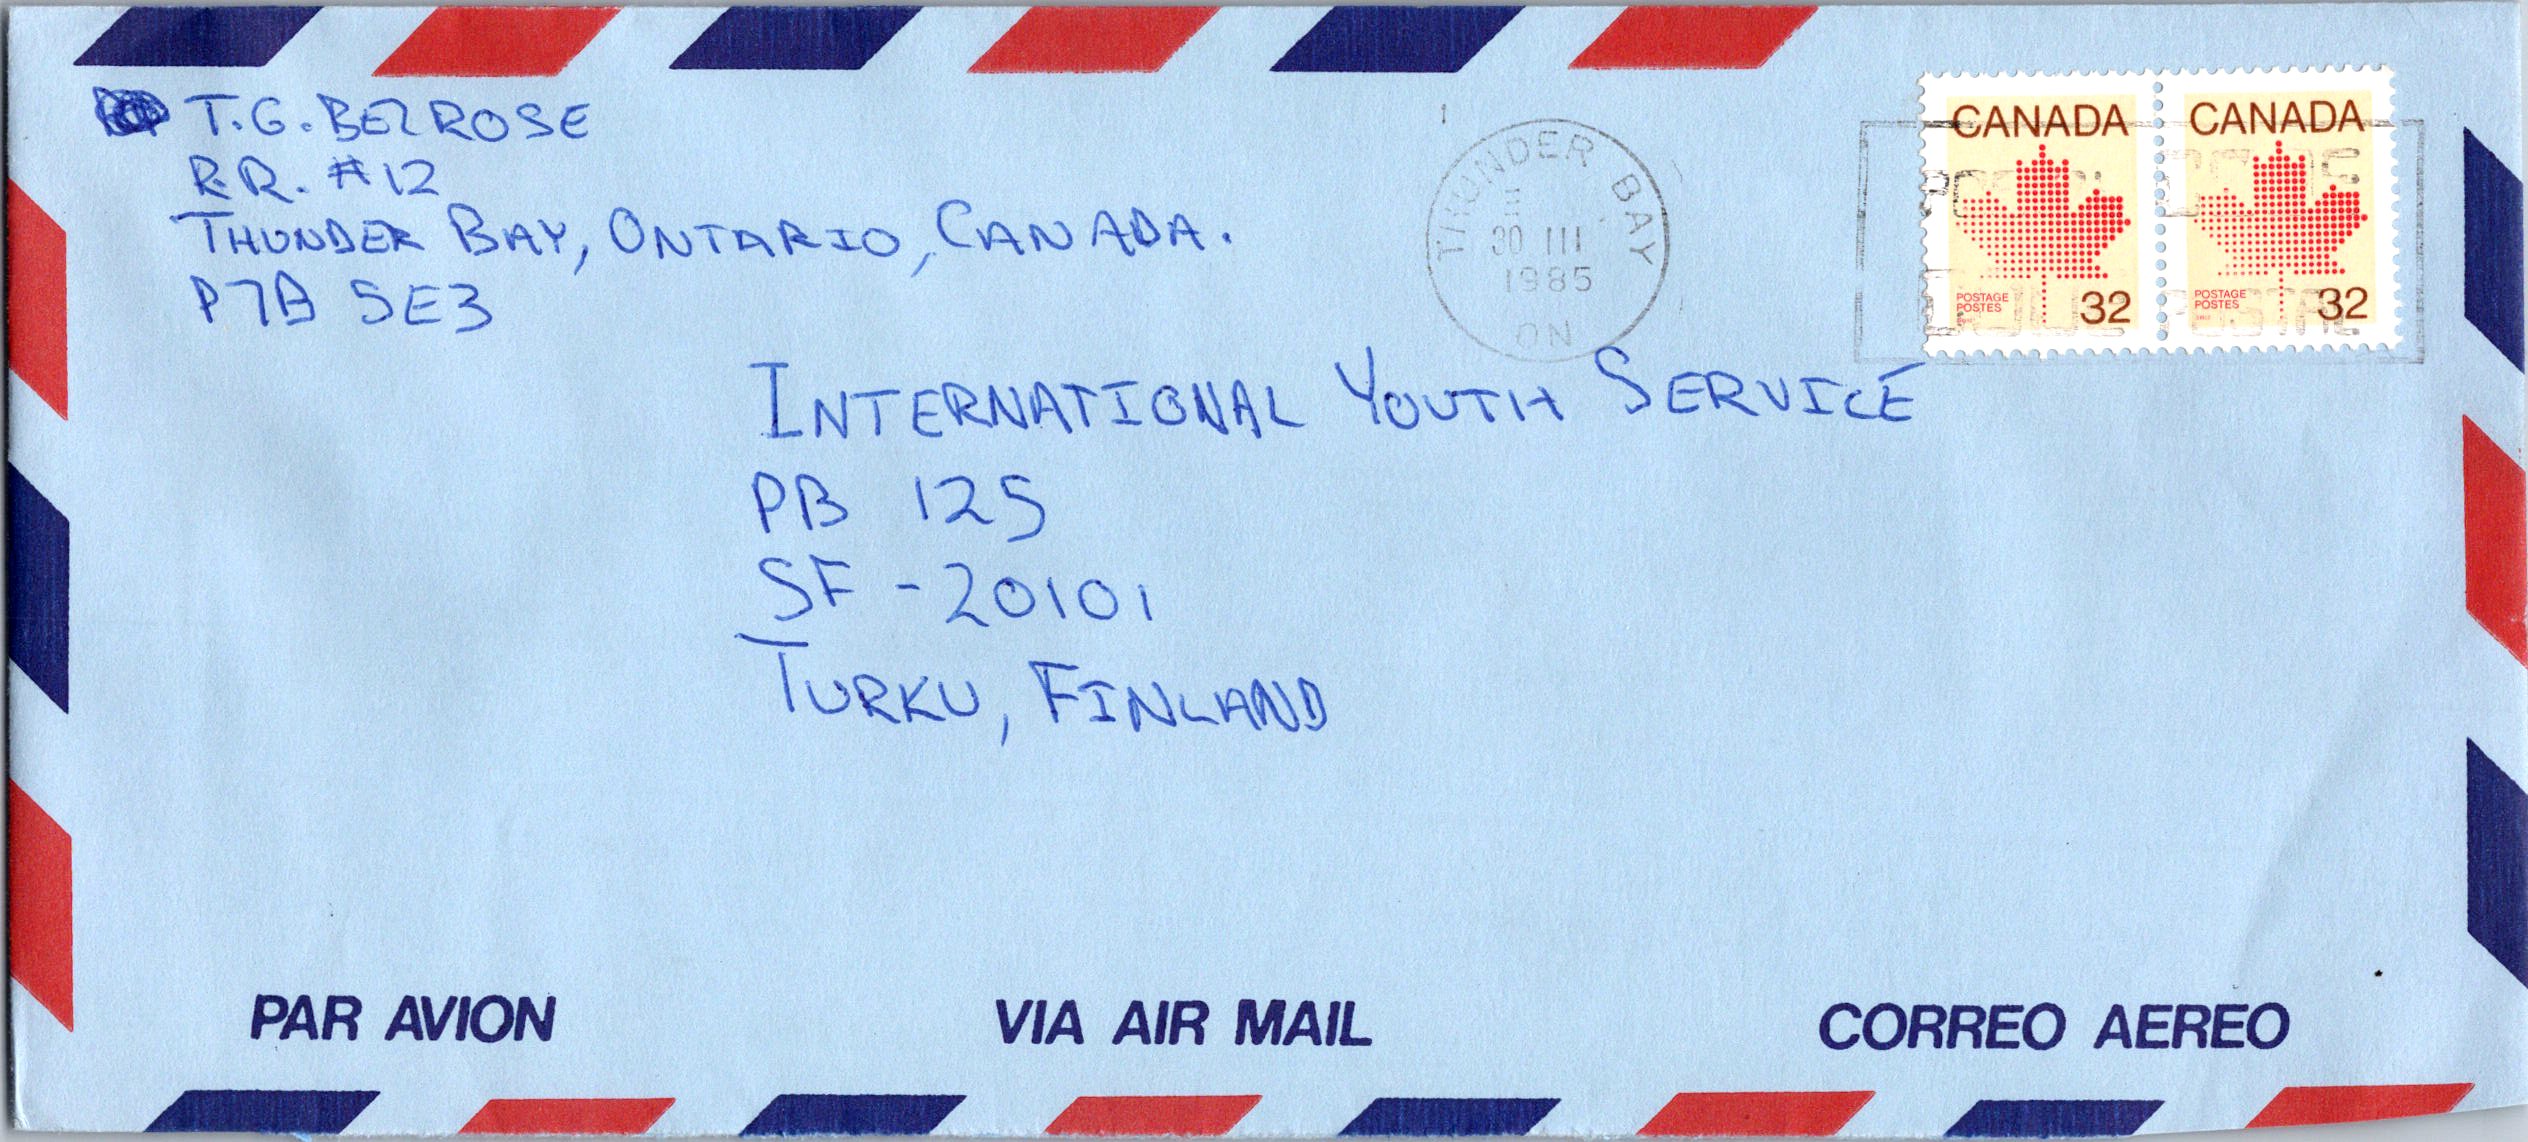 T.G. BELROSE
R.R. #12
THUNDER BAY, ONTARIO, CANADA.
P7B 5E3
THUNDER BAY
30 III
1985
ON
CANADA
POSTAGE
POSTES
32
CANADA
POSTAGE
POSTES
32
CODE POSTAL
INTERNATIONAL YOUTH SERVICE
PB 125
SF - 20101
TURKU, FINLAND
PAR AVION VIA AIR MAIL CORREO AEREO